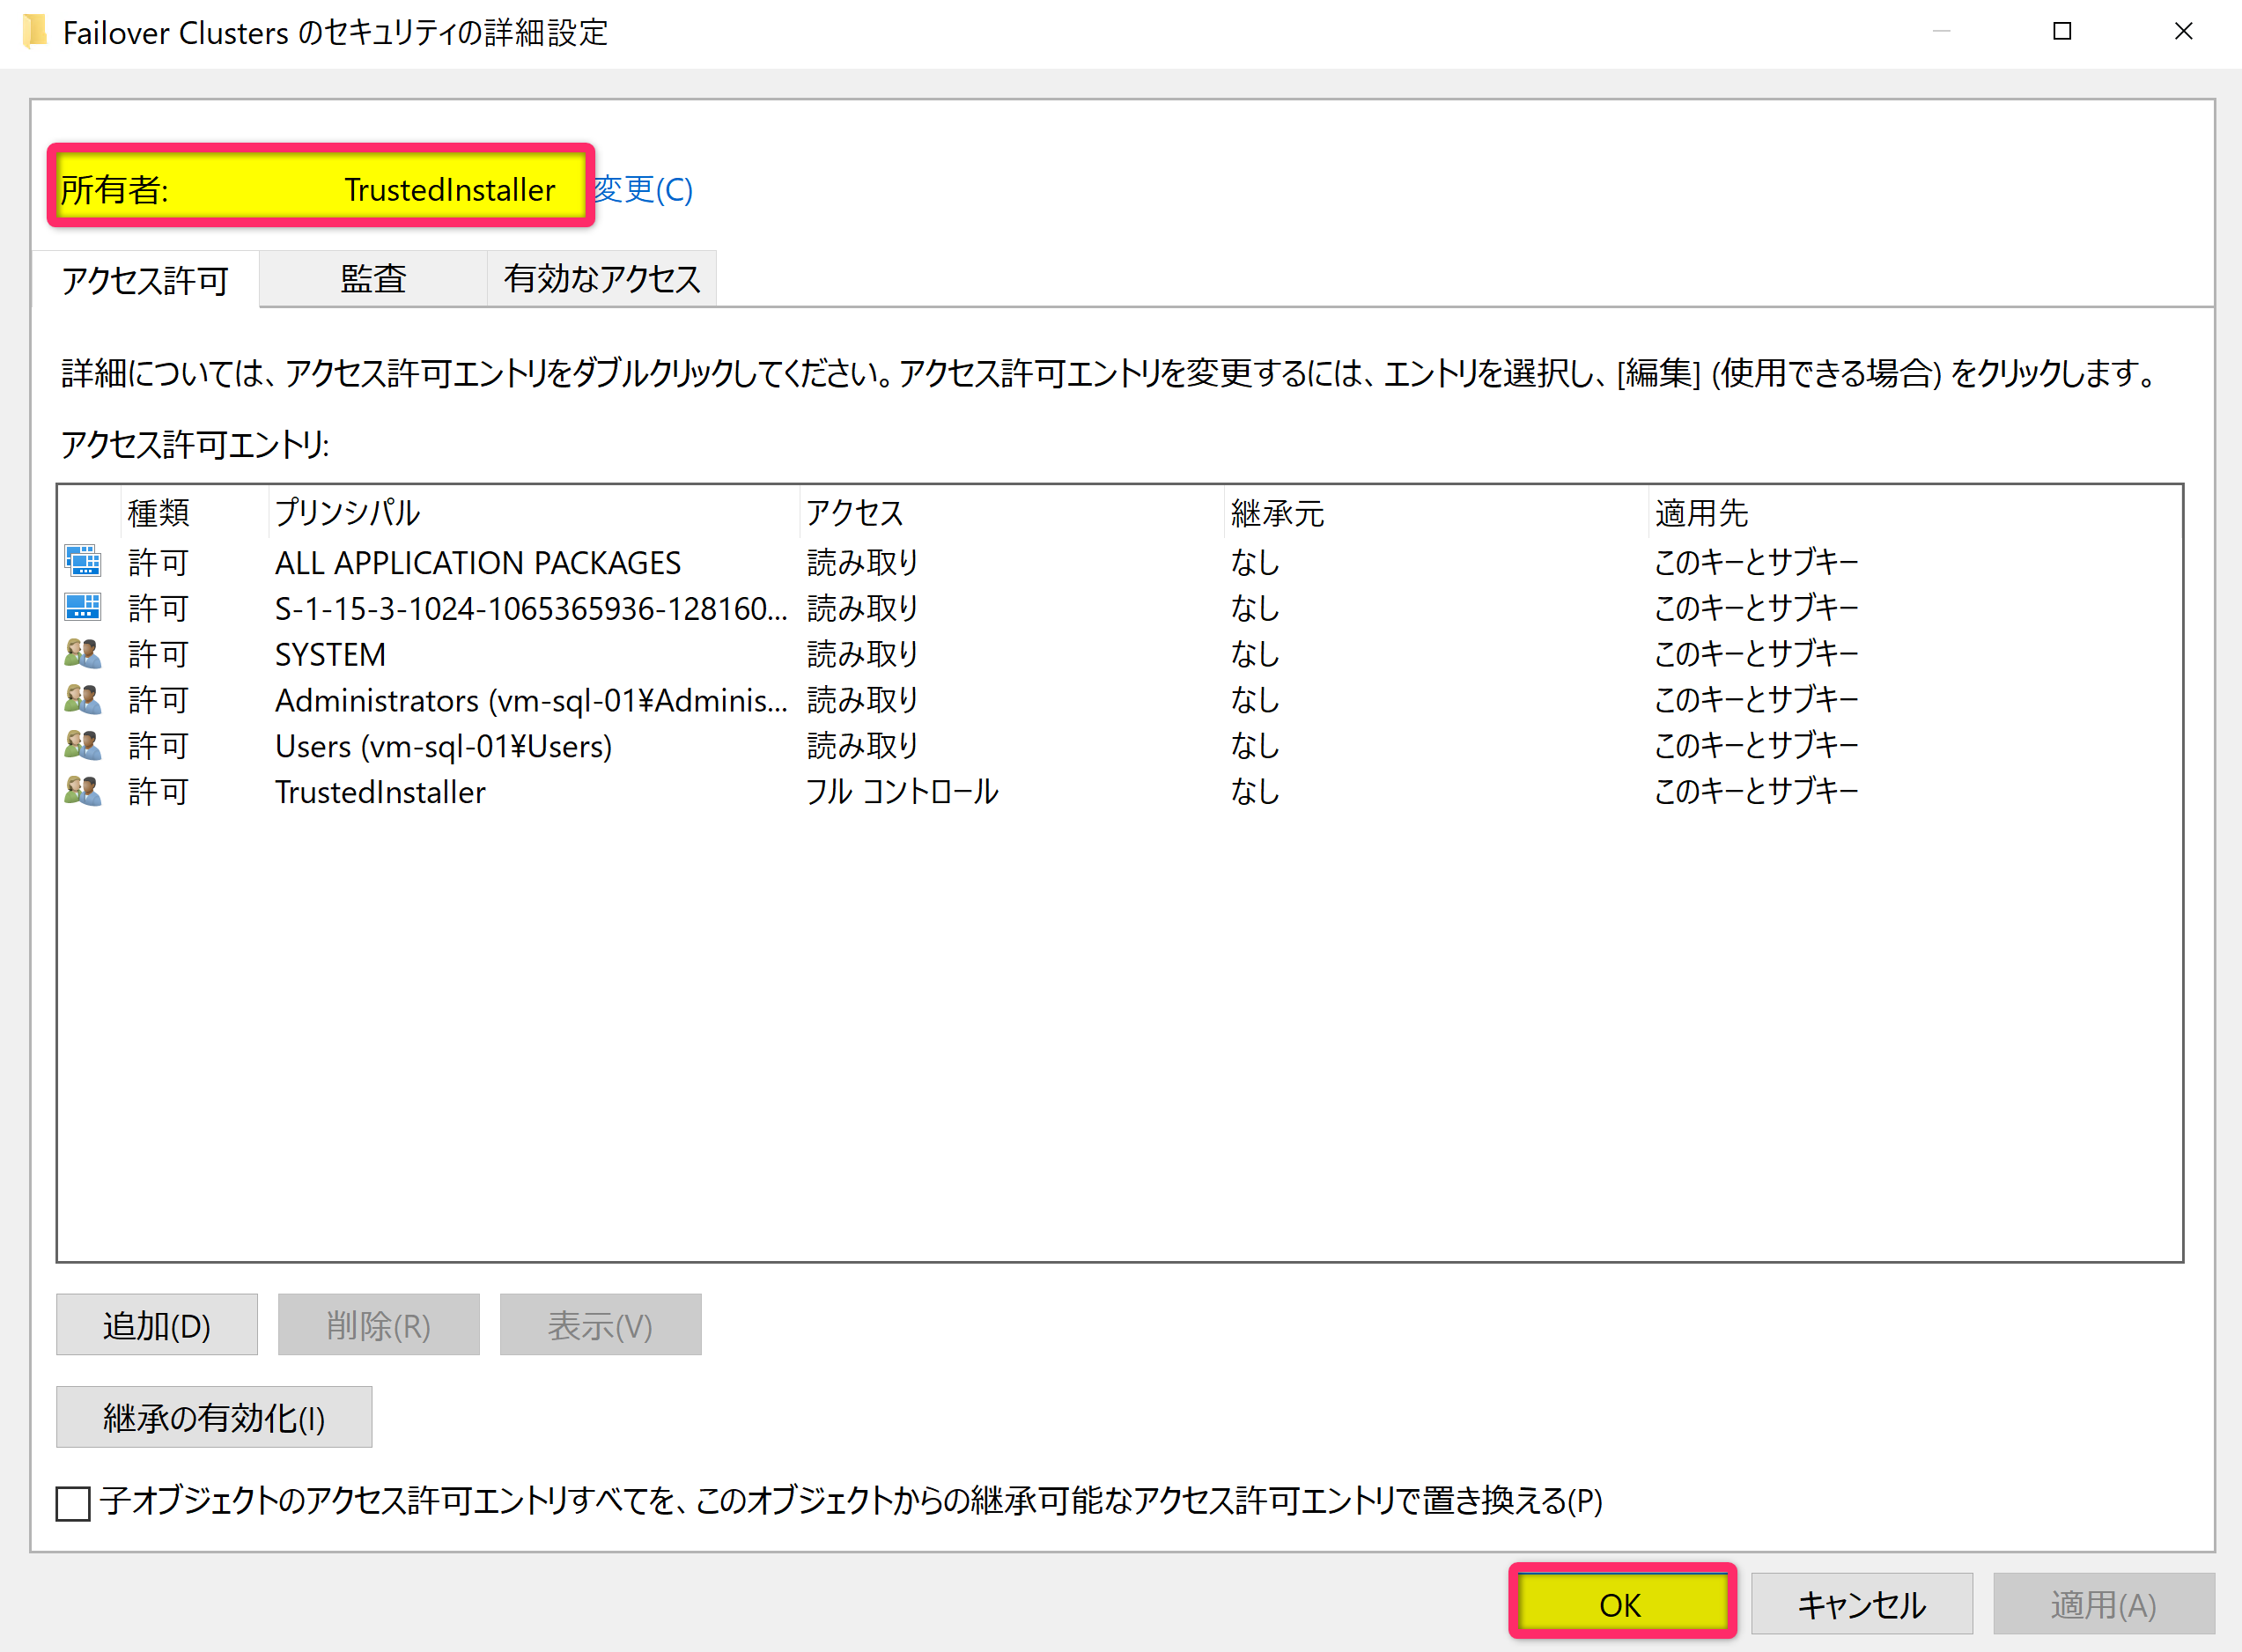 Failover Clusters のセキュリティの詳細設定
所有者: TrustedInstaller 変更(C)
アクセス許可 監査 有効なアクセス
詳細については、アクセス許可エントリをダブルクリックしてください。アクセス許可エントリを変更するには、エントリを選択し、[編集] (使用できる場合) をクリックします。
アクセス許可エントリ:
種類 プリンシパル アクセス 継承元 適用先
許可 ALL APPLICATION PACKAGES 読み取り なし このキーとサブキー
許可 S-1-15-3-1024-1065365936-128160... 読み取り なし このキーとサブキー
許可 SYSTEM 読み取り なし このキーとサブキー
許可 Administrators (vm-sql-01¥Adminis... 読み取り なし このキーとサブキー
許可 Users (vm-sql-01¥Users) 読み取り なし このキーとサブキー
許可 TrustedInstaller フル コントロール なし このキーとサブキー
追加(D) 削除(R) 表示(V)
継承の有効化(I)
子オブジェクトのアクセス許可エントリすべてを、このオブジェクトからの継承可能なアクセス許可エントリで置き換える(P)
OK キャンセル 適用(A)